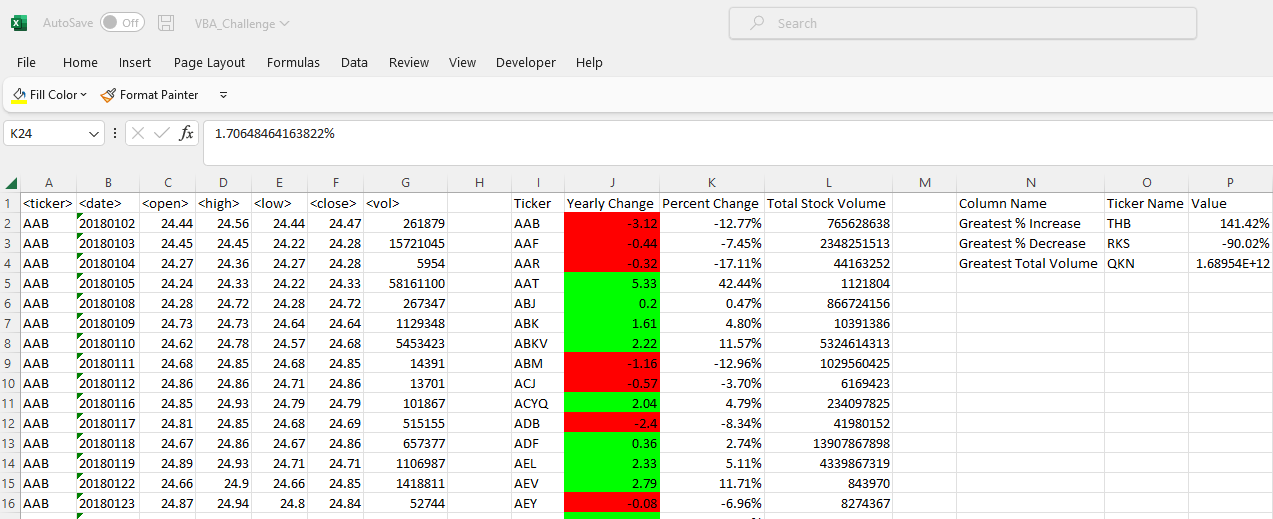 AutoSave Off VBA_Challenge Search
File Home Insert Page Layout Formulas Data Review View Developer Help
Fill Color Format Painter
K24 fx 1.70648464163822%
A B C D E F G H I J K L M N O P
1 <ticker> <date> <open> <high> <low> <close> <vol> Ticker Yearly Change Percent Change Total Stock Volume Column Name Ticker Name Value
2 AAB 20180102 24.44 24.56 24.44 24.47 261879 AAB -3.12 -12.77% 765628638 Greatest % Increase THB 141.42%
3 AAB 20180103 24.45 24.45 24.22 24.28 15721045 AAF -0.44 -7.45% 2348251513 Greatest % Decrease RKS -90.02%
4 AAB 20180104 24.27 24.36 24.27 24.28 5954 AAR -0.32 -17.11% 44163252 Greatest Total Volume QKN 1.68954E+12
5 AAB 20180105 24.24 24.33 24.22 24.33 58161100 AAT 5.33 42.44% 1121804
6 AAB 20180108 24.28 24.72 24.28 24.72 267347 ABJ 0.2 0.47% 866724156
7 AAB 20180109 24.73 24.73 24.64 24.64 1129348 ABK 1.61 4.80% 10391386
8 AAB 20180110 24.62 24.78 24.57 24.68 5453423 ABKV 2.22 11.57% 5324614313
9 AAB 20180111 24.68 24.85 24.68 24.85 14391 ABM -1.16 -12.96% 1029560425
10 AAB 20180112 24.86 24.86 24.71 24.86 13701 ACJ -0.57 -3.70% 6169423
11 AAB 20180116 24.85 24.93 24.79 24.79 101867 ACYQ 2.04 4.79% 234097825
12 AAB 20180117 24.81 24.85 24.68 24.69 515155 ADB -2.4 -8.34% 41980152
13 AAB 20180118 24.67 24.86 24.67 24.86 657377 ADF 0.36 2.74% 13907867898
14 AAB 20180119 24.89 24.93 24.71 24.71 1106987 AEL 2.33 5.11% 4339867319
15 AAB 20180122 24.66 24.9 24.66 24.85 1418811 AEV 2.79 11.71% 843970
16 AAB 20180123 24.87 24.94 24.8 24.84 52744 AEY -0.08 -6.96% 8274367